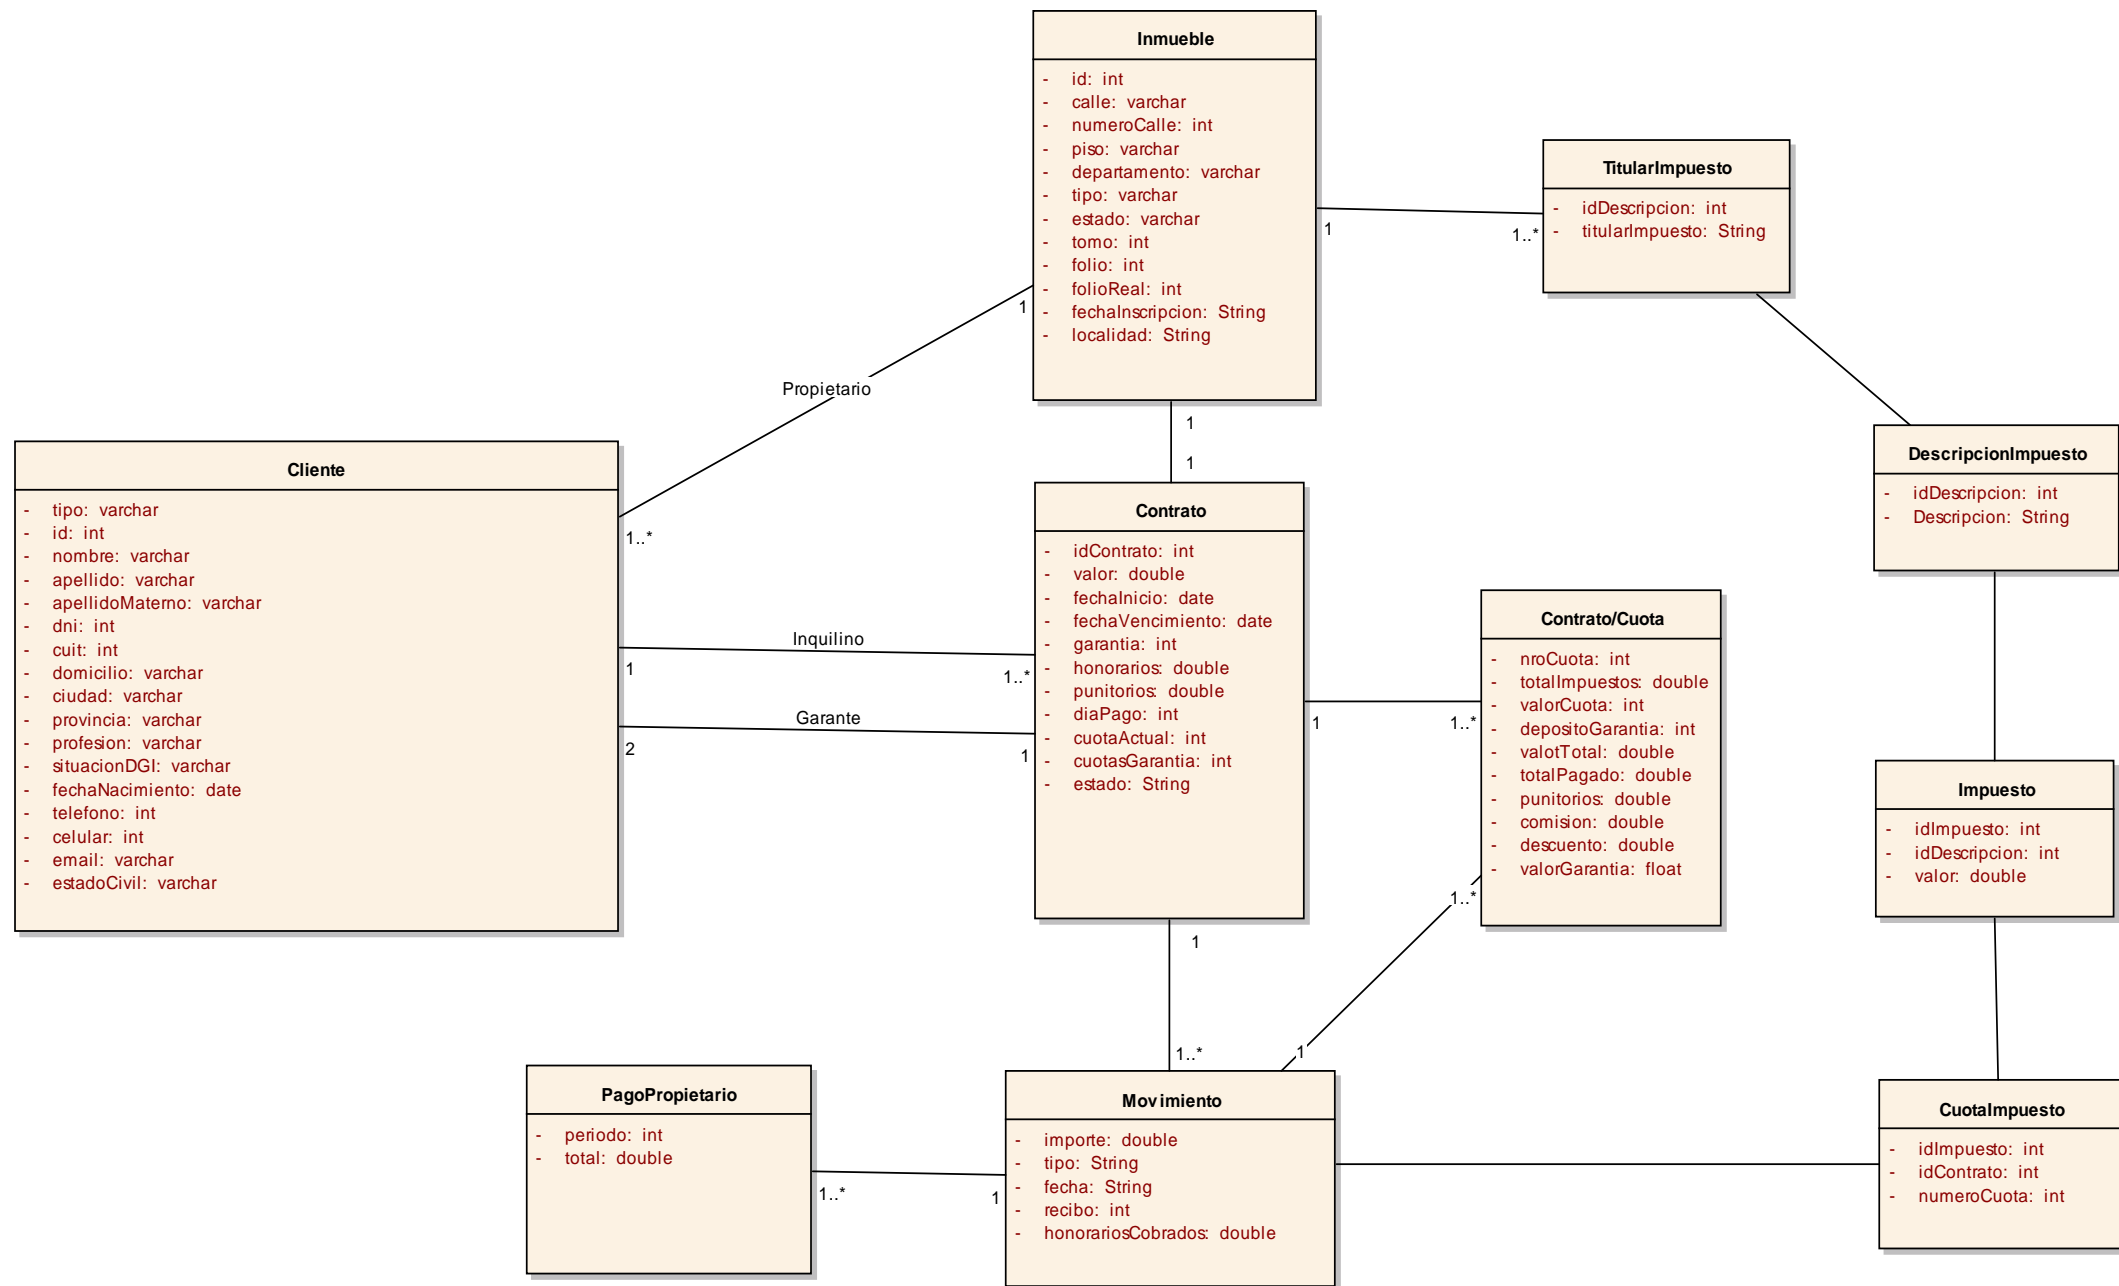 Inmueble
- id: int
- calle: varchar
- numeroCalle: int
- piso: varchar
- departamento: varchar
- tipo: varchar
- estado: varchar
- tomo: int
- folio: int
- folioReal: int
- fechaInscripcion: String
- localidad: String
TitularImpuesto
- idDescripcion: int
- titularImpuesto: String
1
1..*
1
Propietario
1..*
1
1
Cliente
- tipo: varchar
- id: int
- nombre: varchar
- apellido: varchar
- apellidoMaterno: varchar
- dni: int
- cuit: int
- domicilio: varchar
- ciudad: varchar
- provincia: varchar
- profesion: varchar
- situacionDGI: varchar
- fechaNacimiento: date
- telefono: int
- celular: int
- email: varchar
- estadoCivil: varchar
Inquilino
1
1..*
Garante
2
1
Contrato
- idContrato: int
- valor: double
- fechaInicio: date
- fechaVencimiento: date
- garantia: int
- honorarios: double
- punitorios: double
- diaPago: int
- cuotaActual: int
- cuotasGarantia: int
- estado: String
1
1..*
Contrato/Cuota
- nroCuota: int
- totalImpuestos: double
- valorCuota: int
- depositoGarantia: int
- valotTotal: double
- totalPagado: double
- punitorios: double
- comision: double
- descuento: double
- valorGarantia: float
DescripcionImpuesto
- idDescripcion: int
- Descripcion: String
Impuesto
- idImpuesto: int
- idDescripcion: int
- valor: double
1..*
1
1
1..*
PagoPropietario
- periodo: int
- total: double
1..*
1
Movimiento
- importe: double
- tipo: String
- fecha: String
- recibo: int
- honorariosCobrados: double
CuotaImpuesto
- idImpuesto: int
- idContrato: int
- numeroCuota: int